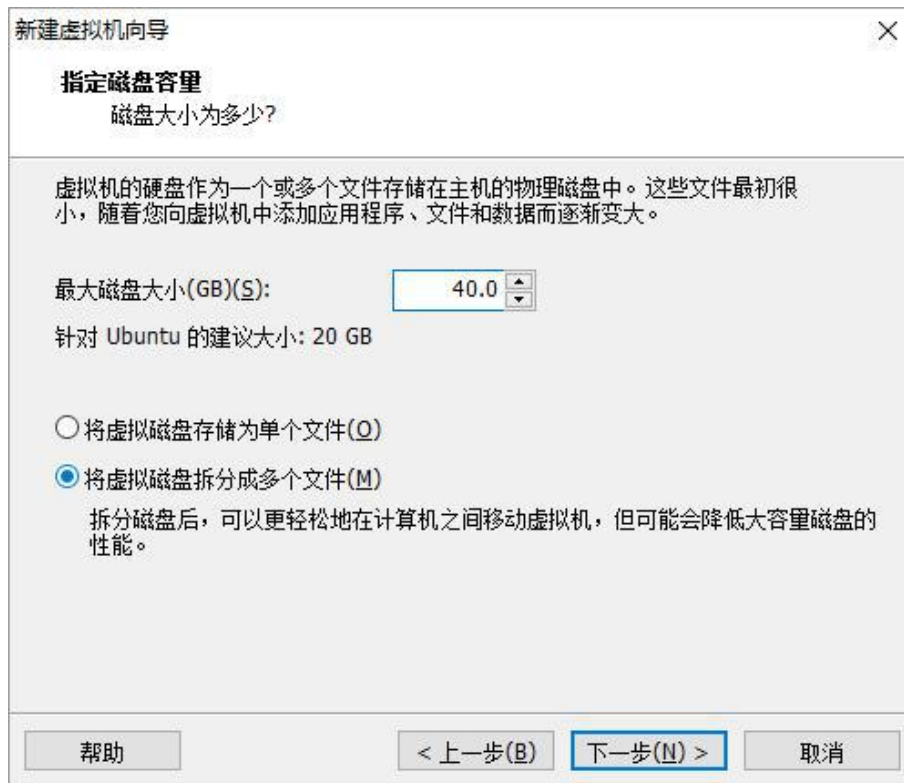 新建虚拟机向导
指定磁盘容量
磁盘大小为多少?
虚拟机的硬盘作为一个或多个文件存储在主机的物理磁盘中。这些文件最初很
小，随着您向虚拟机中添加应用程序、文件和数据而逐渐变大。
最大磁盘大小(GB)(S): 40.0
针对 Ubuntu 的建议大小: 20 GB
将虚拟磁盘存储为单个文件(O)
将虚拟磁盘拆分成多个文件(M)
拆分磁盘后，可以更轻松地在计算机之间移动虚拟机，但可能会降低大容量磁盘的
性能。
帮助 < 上一步(B) 下一步(N) > 取消